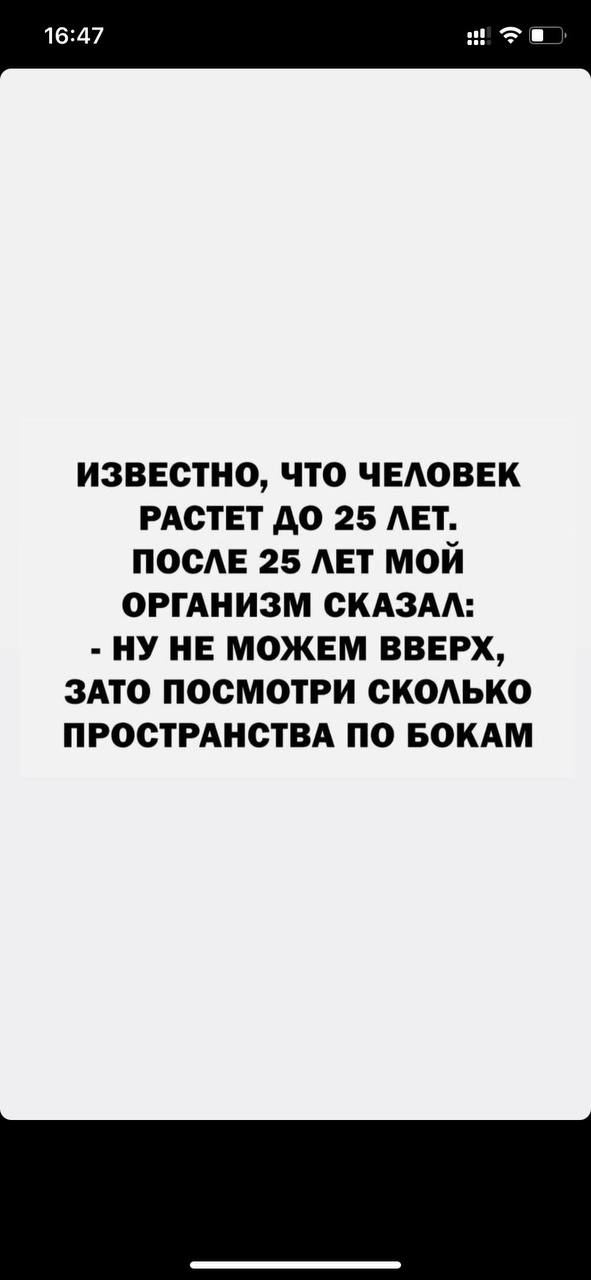 16:47
ИЗВЕСТНО, ЧТО ЧЕЛОВЕК
РАСТЕТ ДО 25 ЛЕТ.
ПОСЛЕ 25 ЛЕТ МОЙ
ОРГАНИЗМ СКАЗАЛ:
- НУ НЕ МОЖЕМ ВВЕРХ,
ЗАТО ПОСМОТРИ СКОЛЬКО
ПРОСТРАНСТВА ПО БОКАМ